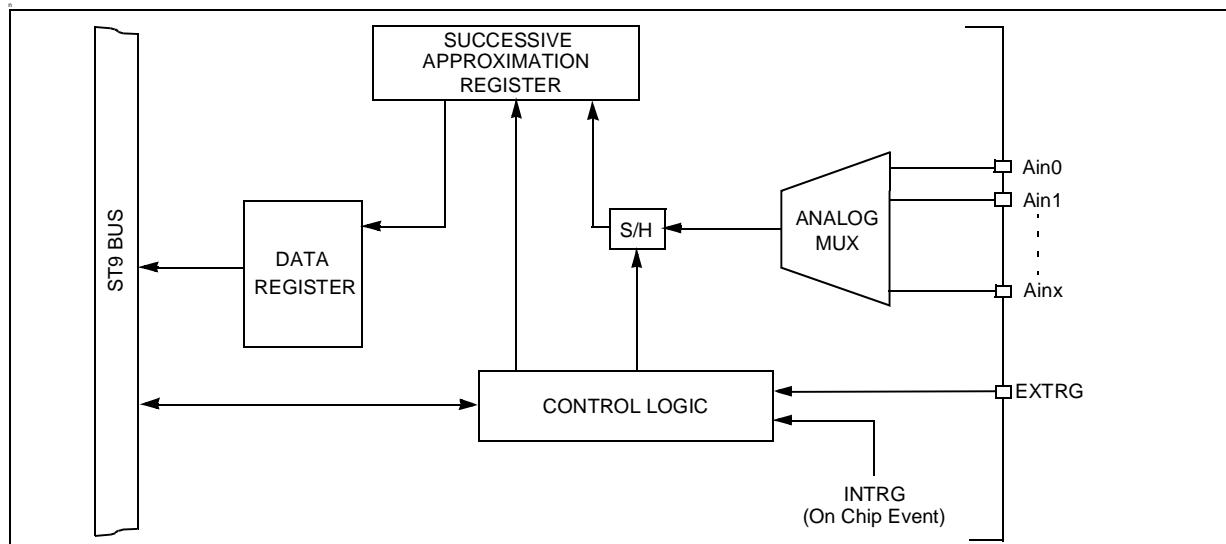 n
SUCCESSIVE
APPROXIMATION
REGISTER
ST9 BUS
DATA
REGISTER
S/H
ANALOG
MUX
Ain0
Ain1
Ainx
CONTROL LOGIC
EXTRG
INTRG
(On Chip Event)